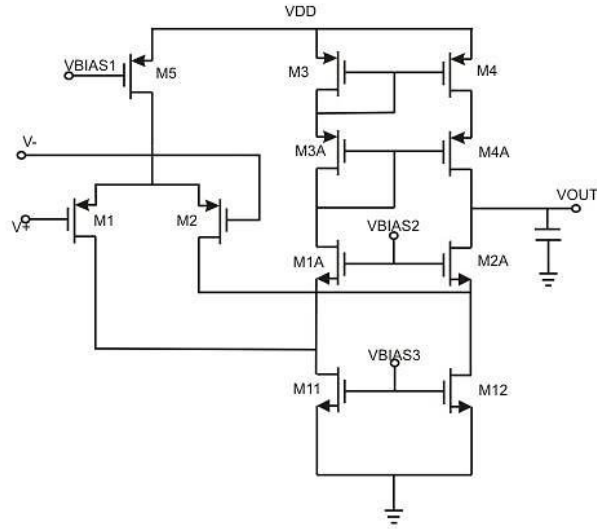 VDD
VBIAS1
M5
M3
M4
V-
M3A
M4A
V+
M1
M2
VBIAS2
VOUT
M1A
M2A
VBIAS3
M11
M12